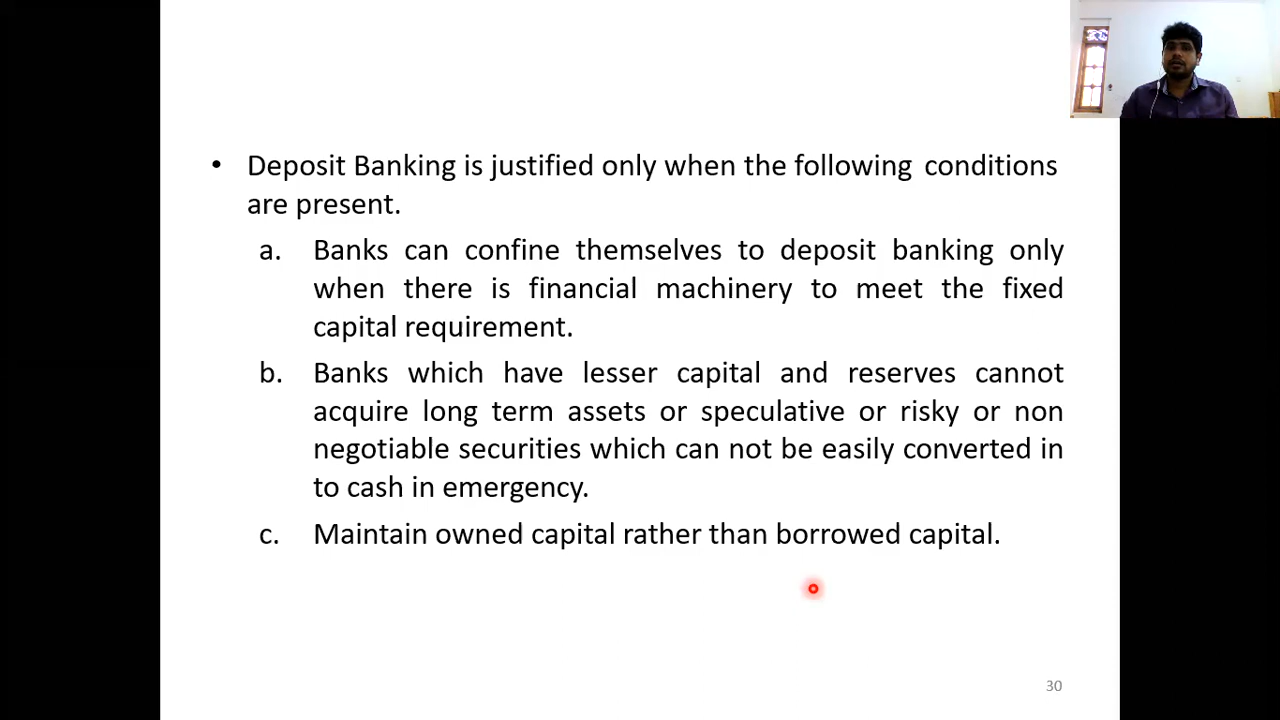 • Deposit Banking is justified only when the following conditions
are present.
a. Banks can confine themselves to deposit banking only
when there is financial machinery to meet the fixed
capital requirement.
b. Banks which have lesser capital and reserves cannot
acquire long term assets or speculative or risky or non
negotiable securities which can not be easily converted in
to cash in emergency.
c. Maintain owned capital rather than borrowed capital.
30